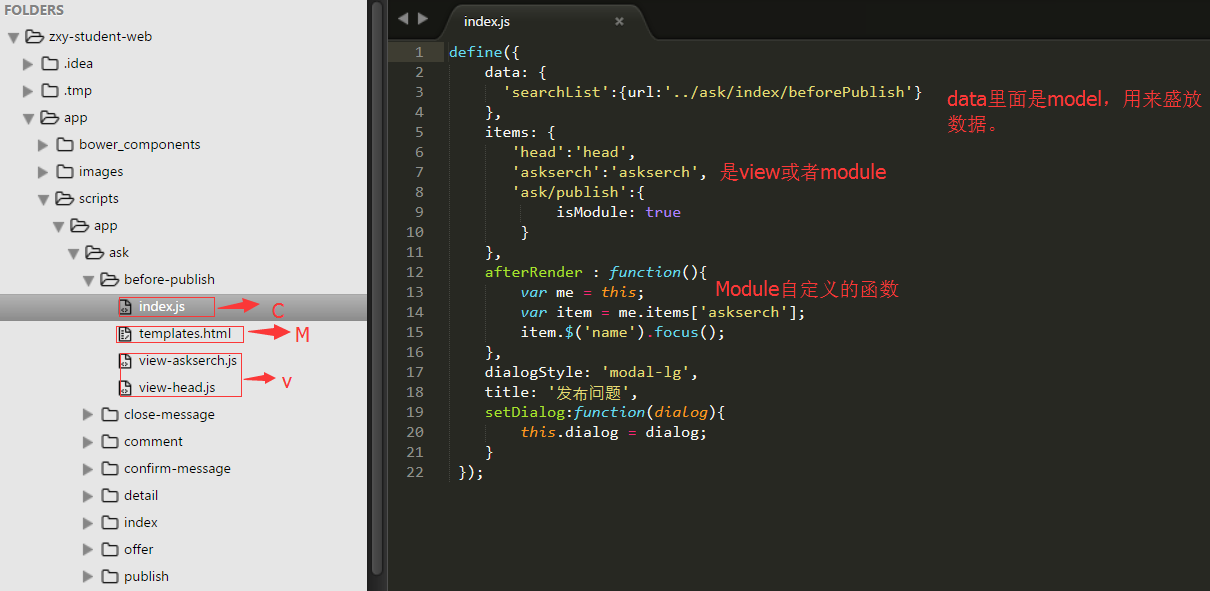 FOLDERS
zxy-student-web
.idea
.tmp
app
bower_components
images
scripts
app
ask
before-publish
index.js
C
templates.html
M
view-askserch.js
view-head.js
V
close-message
comment
confirm-message
detail
index
offer
publish
index.js
1 define({
2 data: {
3 'searchList':{url:'../ask/index/beforePublish'}
data里面是model，用来盛放
数据。
4 },
5 items: {
6 'head':'head',
7 'askserch':'askserch', 是view或者module
8 'ask/publish':{
9 isModule: true
10 }
11 },
12 afterRender : function(){
13 var me = this; Module自定义的函数
14 var item = me.items['askserch'];
15 item.$('name').focus();
16 },
17 dialogStyle: 'modal-lg',
18 title: '发布问题',
19 setDialog:function(dialog){
20 this.dialog = dialog;
21 }
22 });